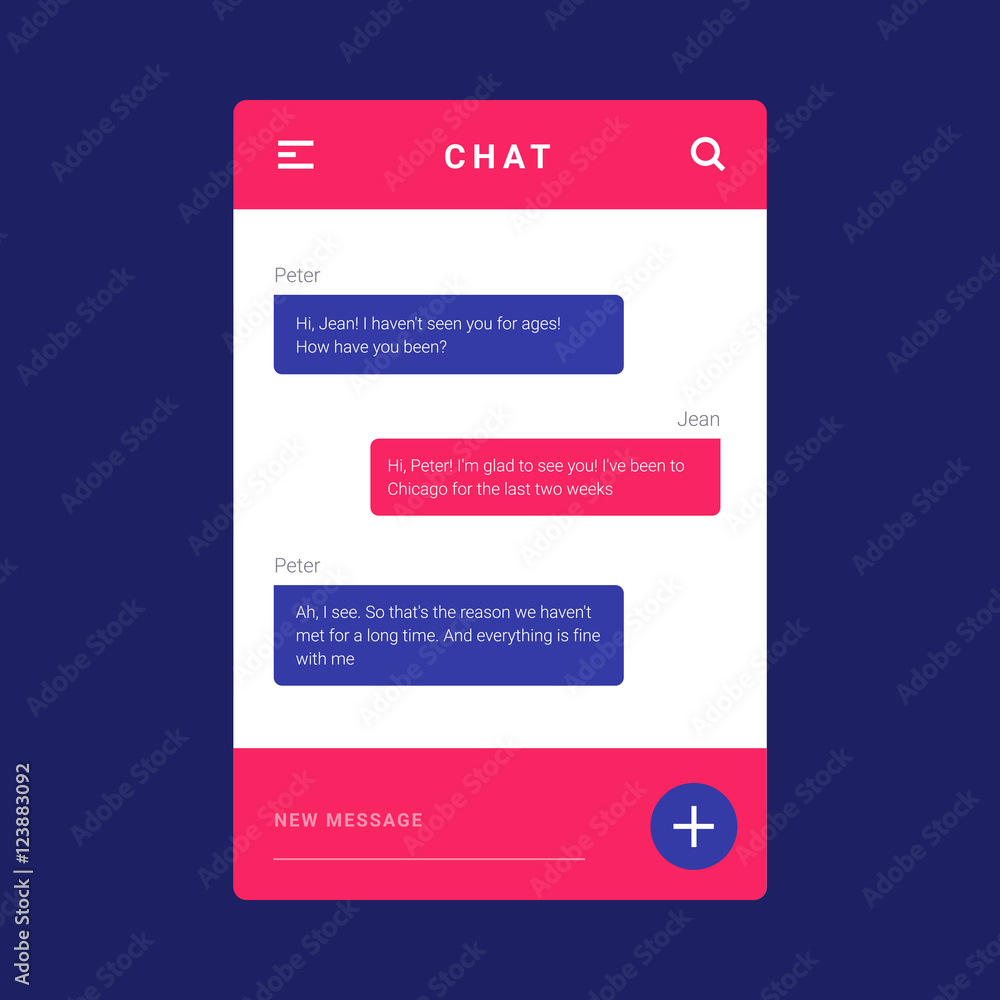 CHAT
Peter
Hi, Jean! I haven't seen you for ages!
How have you been?
Jean
Hi, Peter! I'm glad to see you! I've been to
Chicago for the last two weeks
Peter
Ah, I see. So that's the reason we haven't
met for a long time. And everything is fine
with me
NEW MESSAGE
Adobe Stock | #123883092
Adobe Stock